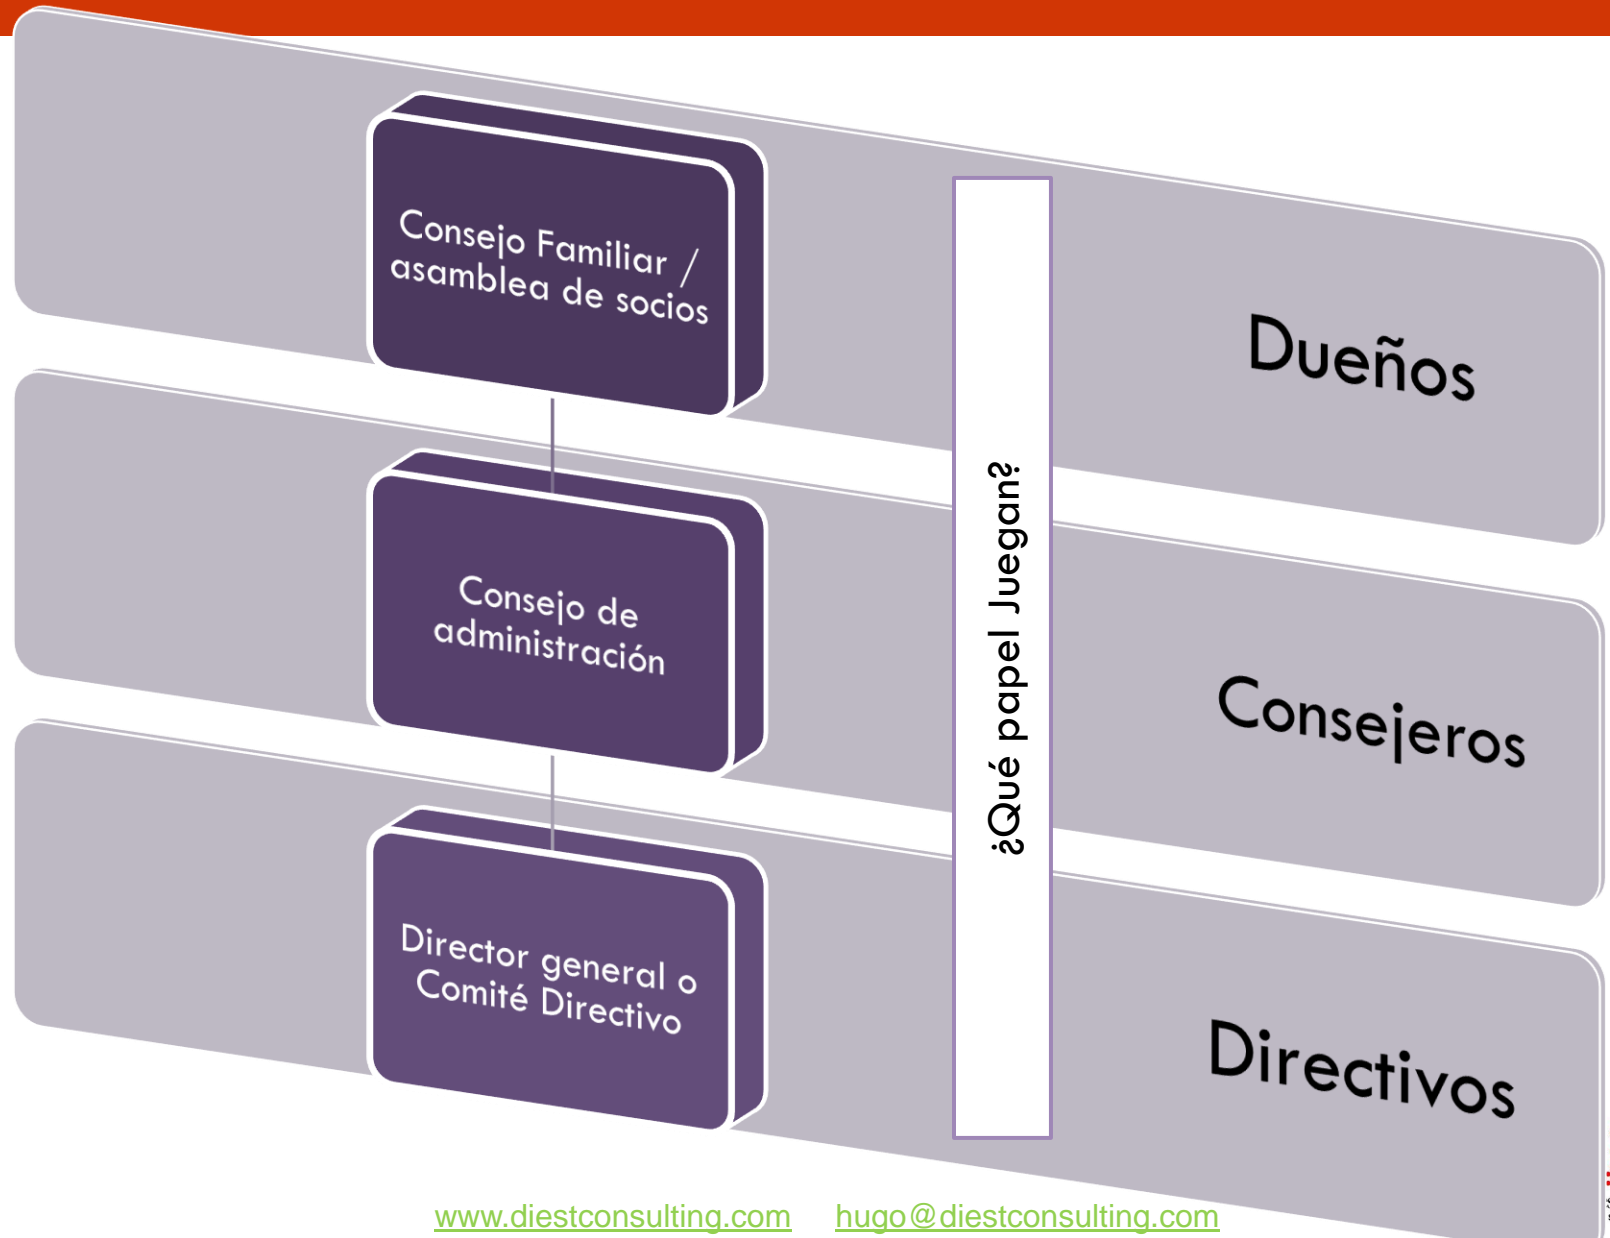 Consejo Familiar /
asamblea de socios
Dueños
Consejo de
administración
Consejeros
Director general o
Comité Directivo
Directivos
¿Qué papel Juegan?
www.diestconsulting.com hugo@diestconsulting.com